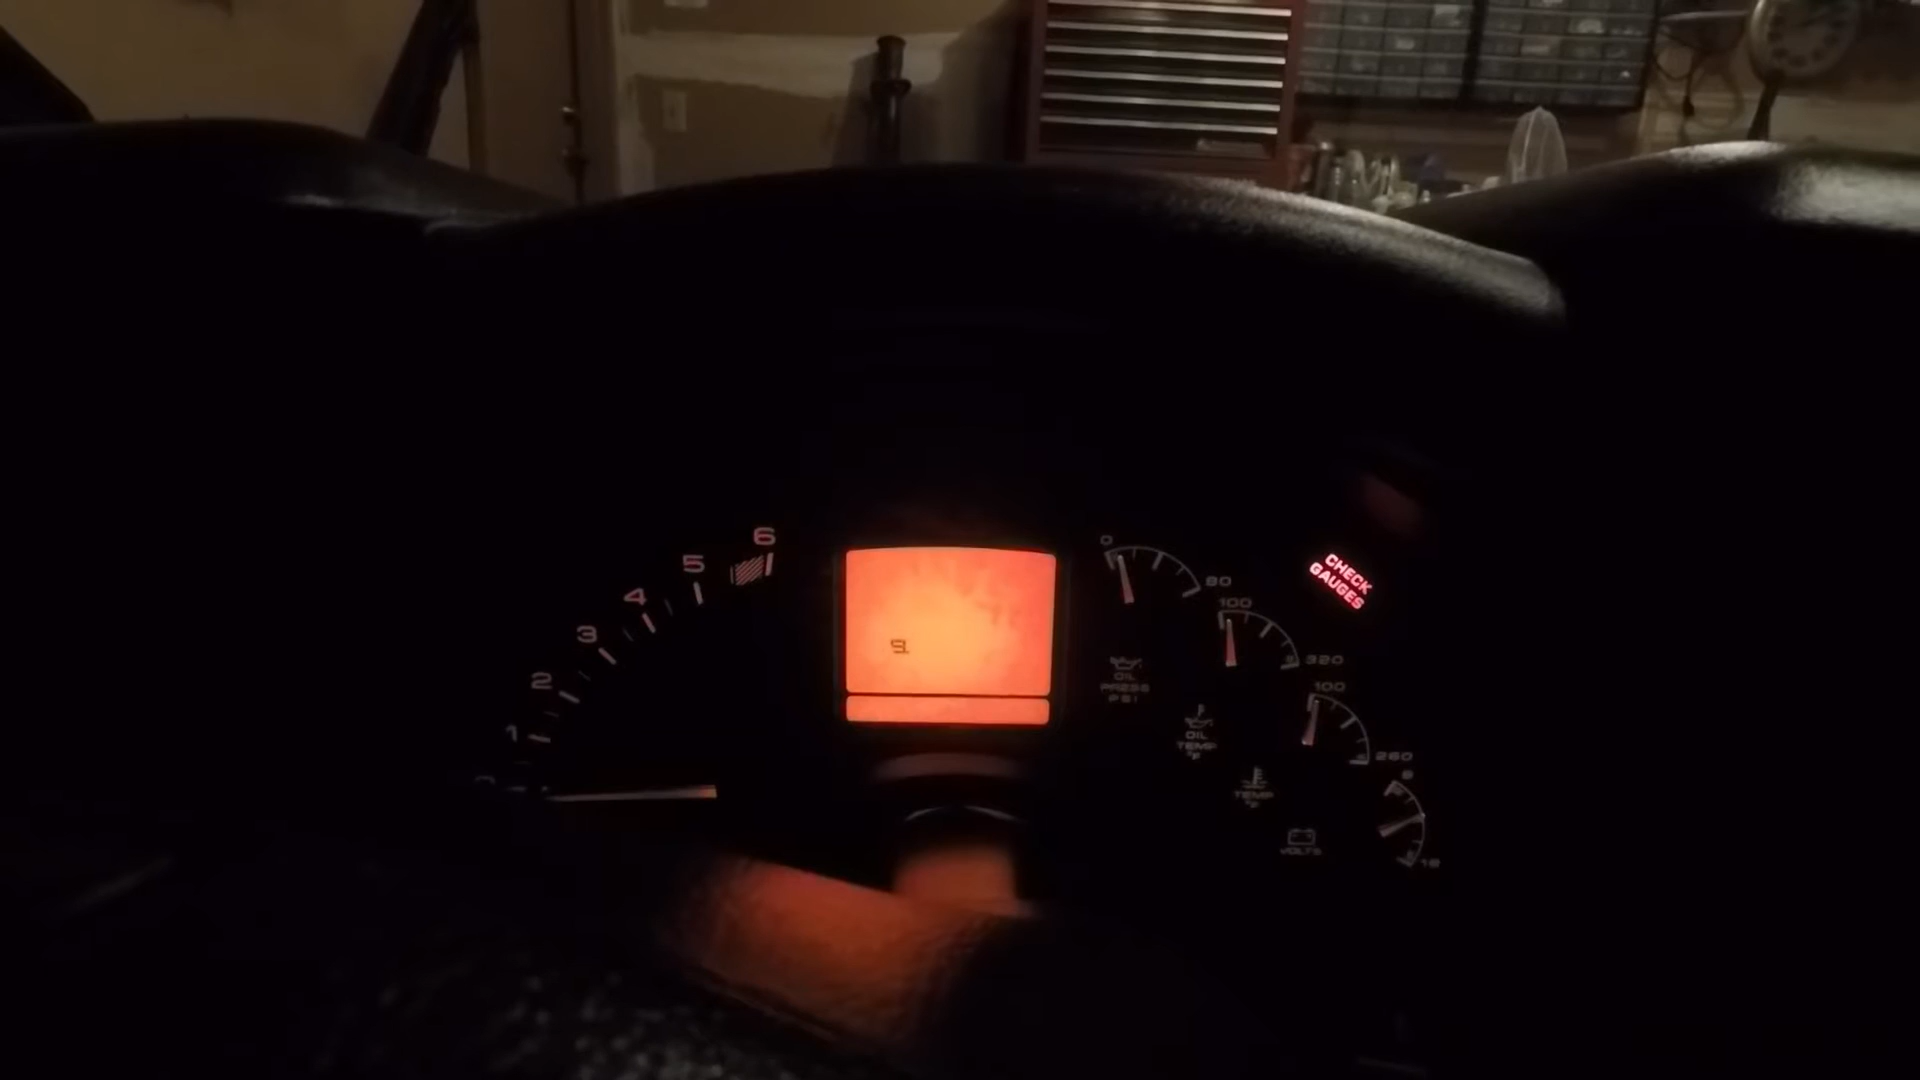 6
5
4
3
2
1
0
80
100
320
100
260
8
18
CHECK
GAUGES
OIL
PRESS
PSI
OIL
TEMP
°F
TEMP
°F
VOLTS